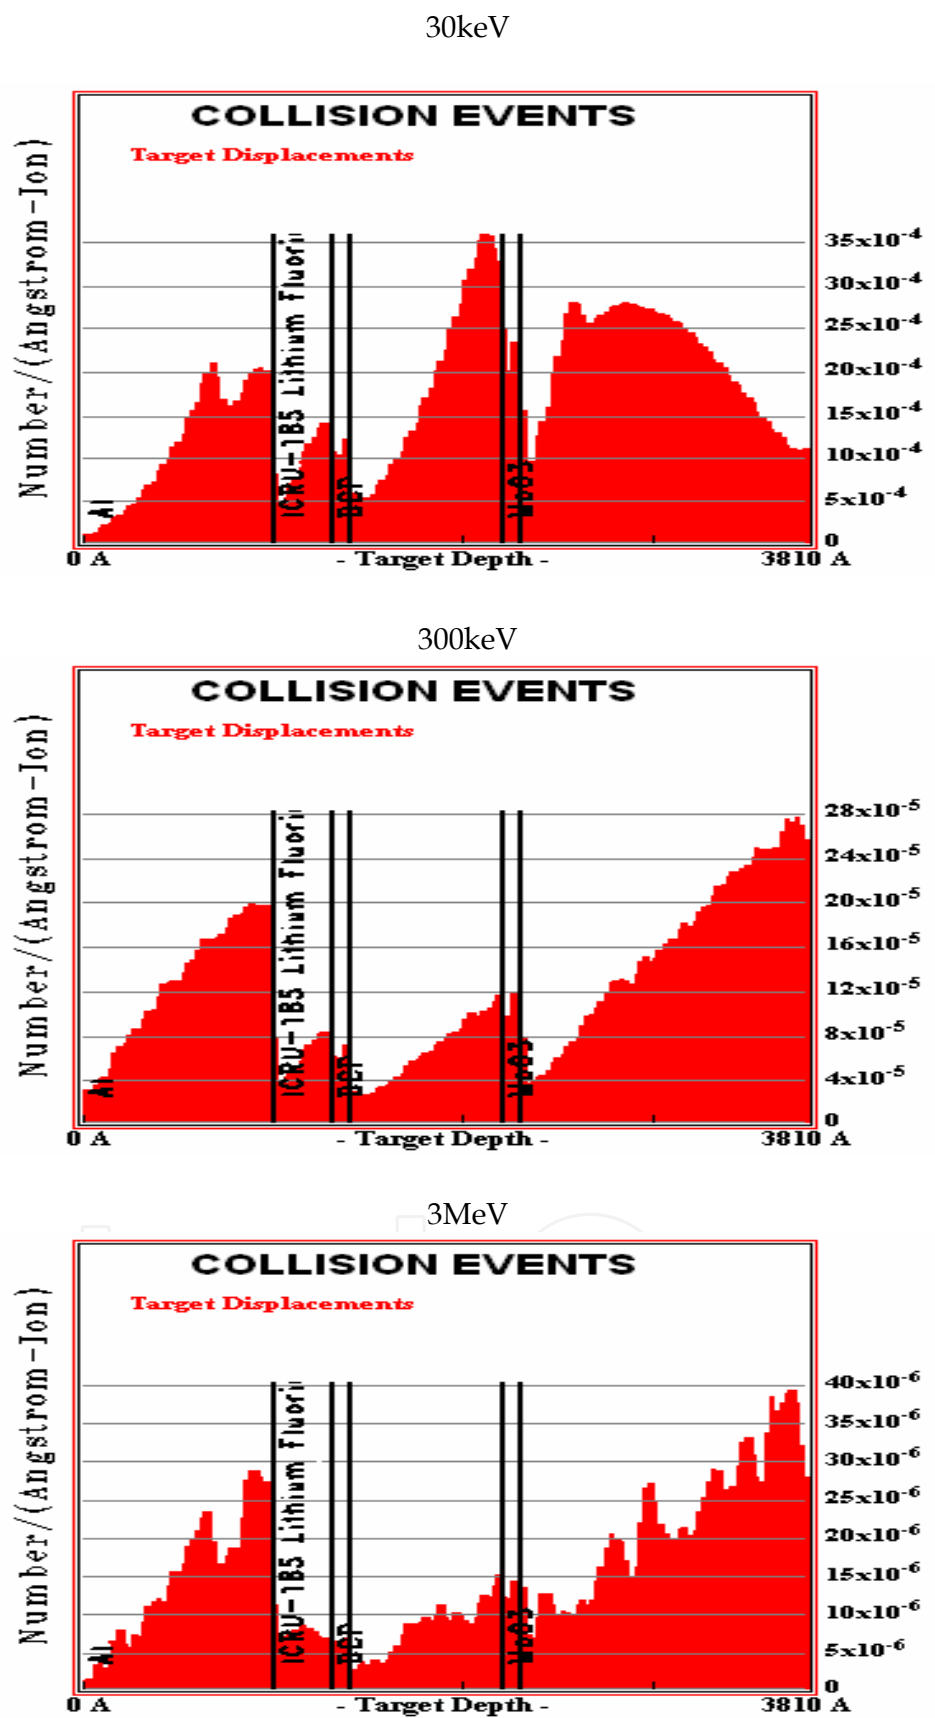 30keV
COLLISION EVENTS
Target Displacements
Number/(Angstrom-Ion)
35x10-4
30x10-4
25x10-4
20x10-4
15x10-4
10x10-4
5x10-4
0
Al
ICRU-185 Lithium Fluori
BCP
MoO3
0 A
- Target Depth -
3810 A
300keV
COLLISION EVENTS
Target Displacements
Number/(Angstrom-Ion)
28x10-5
24x10-5
20x10-5
16x10-5
12x10-5
8x10-5
4x10-5
0
Al
ICRU-185 Lithium Fluori
BCP
MoO3
0 A
- Target Depth -
3810 A
3MeV
COLLISION EVENTS
Target Displacements
Number/(Angstrom-Ion)
40x10-6
35x10-6
30x10-6
25x10-6
20x10-6
15x10-6
10x10-6
5x10-6
0
Al
ICRU-185 Lithium Fluori
BCP
MoO3
0 A
- Target Depth -
3810 A